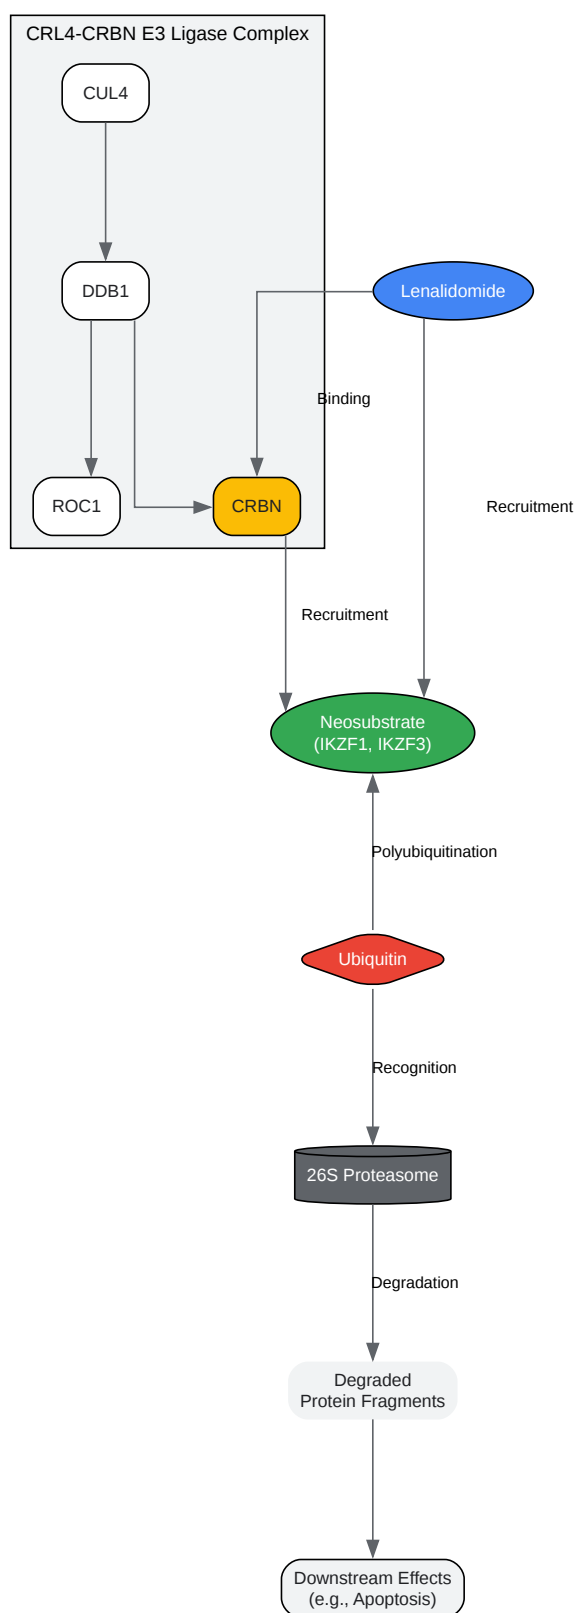 CRL4-CRBN E3 Ligase Complex
CUL4
DDB1
Lenalidomide
Binding
ROC1
CRBN
Recruitment
Recruitment
Neosubstrate
(IKZF1, IKZF3)
Polyubiquitination
Ubiquitin
Recognition
26S Proteasome
Degradation
Degraded
Protein Fragments
Downstream Effects
(e.g., Apoptosis)